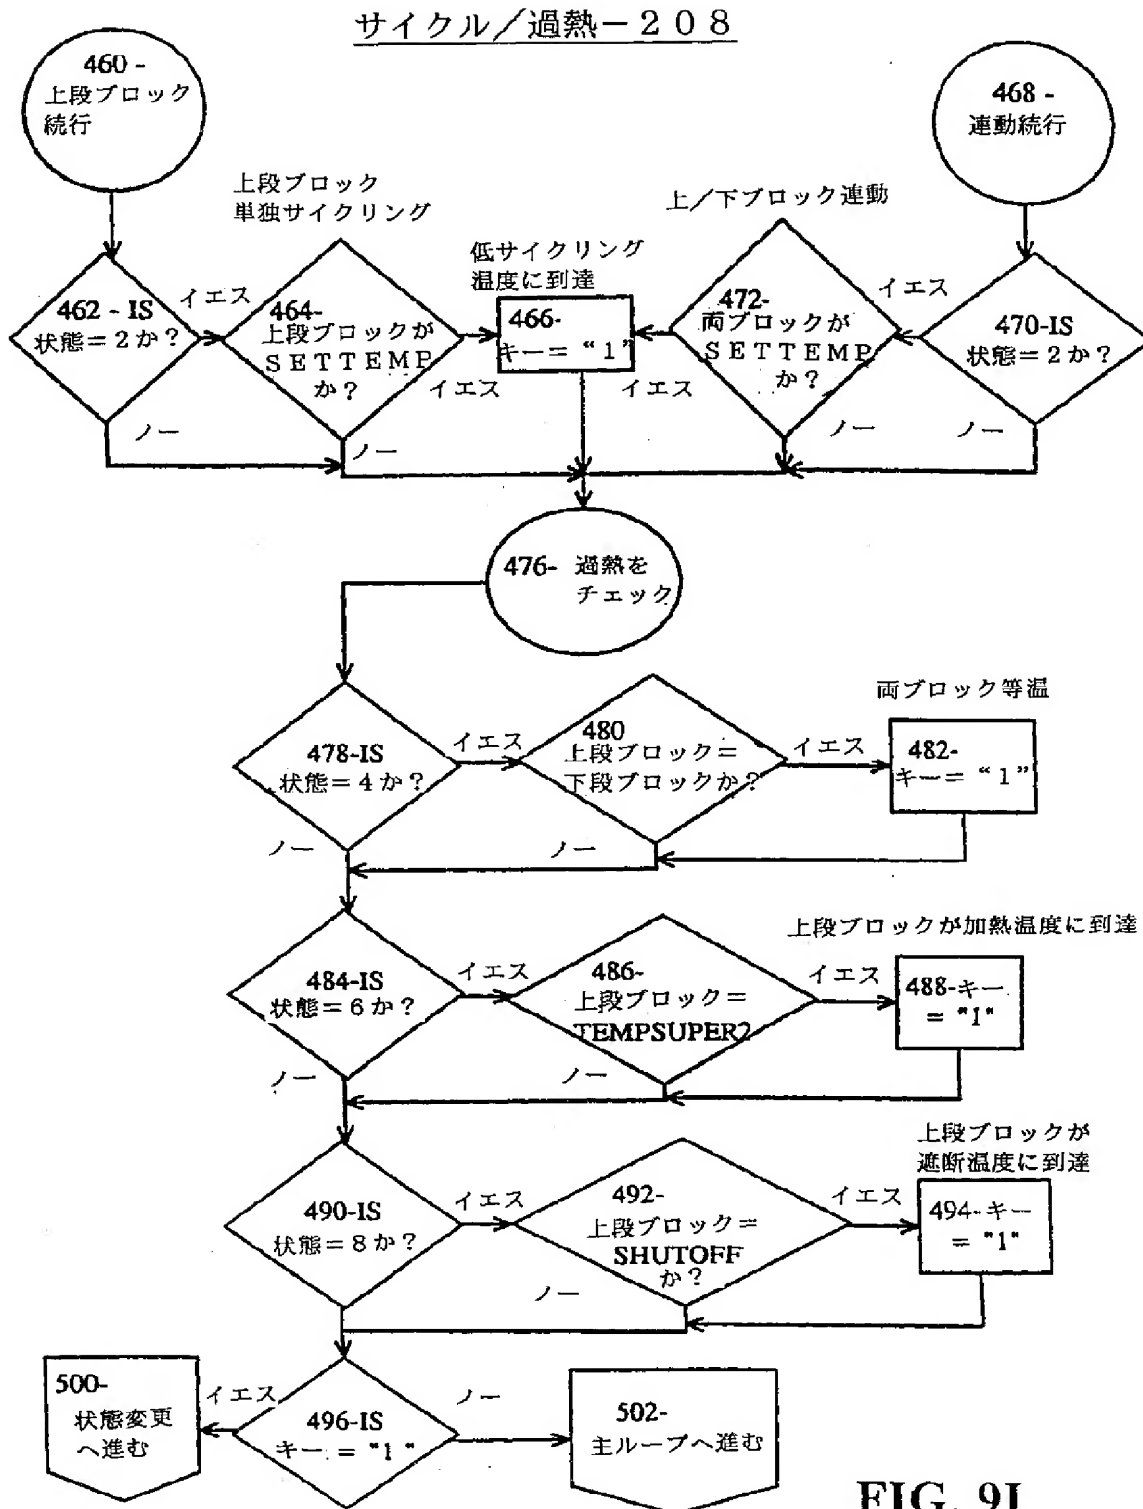 サイクル/過熱-208
460-
上段ブロック
続行
468-
連動続行
上段ブロック
単独サイクリング
上/下ブロック連動
低サイクリング
温度に到達
462-IS
状態=2か?
イエス
464-
上段ブロックが
SETTEMP
か?
イエス
466-
キー="1"
472-
両ブロックが
SETTEMP
か?
イエス
イエス
470-IS
状態=2か?
ノー
ノー
ノー
ノー
476- 過熱を
チェック
478-IS
状態=4か?
イエス
480
上段ブロック=
下段ブロックか?
イエス
両ブロック等温
482-
キー="1"
ノー
ノー
484-IS
状態=6か?
イエス
486-
上段ブロック=
TEMPSUPER2
イエス
上段ブロックが加熱温度に到達
488-キー
="1"
ノー
ノー
490-IS
状態=8か?
イエス
492-
上段ブロック=
SHUTOFF
か?
イエス
上段ブロックが
遮断温度に到達
494-キー
="1"
ノー
500-
状態変更
へ進む
イエス
496-IS
キー="1"
ノー
502-
主ループへ進む
FIG. 9I